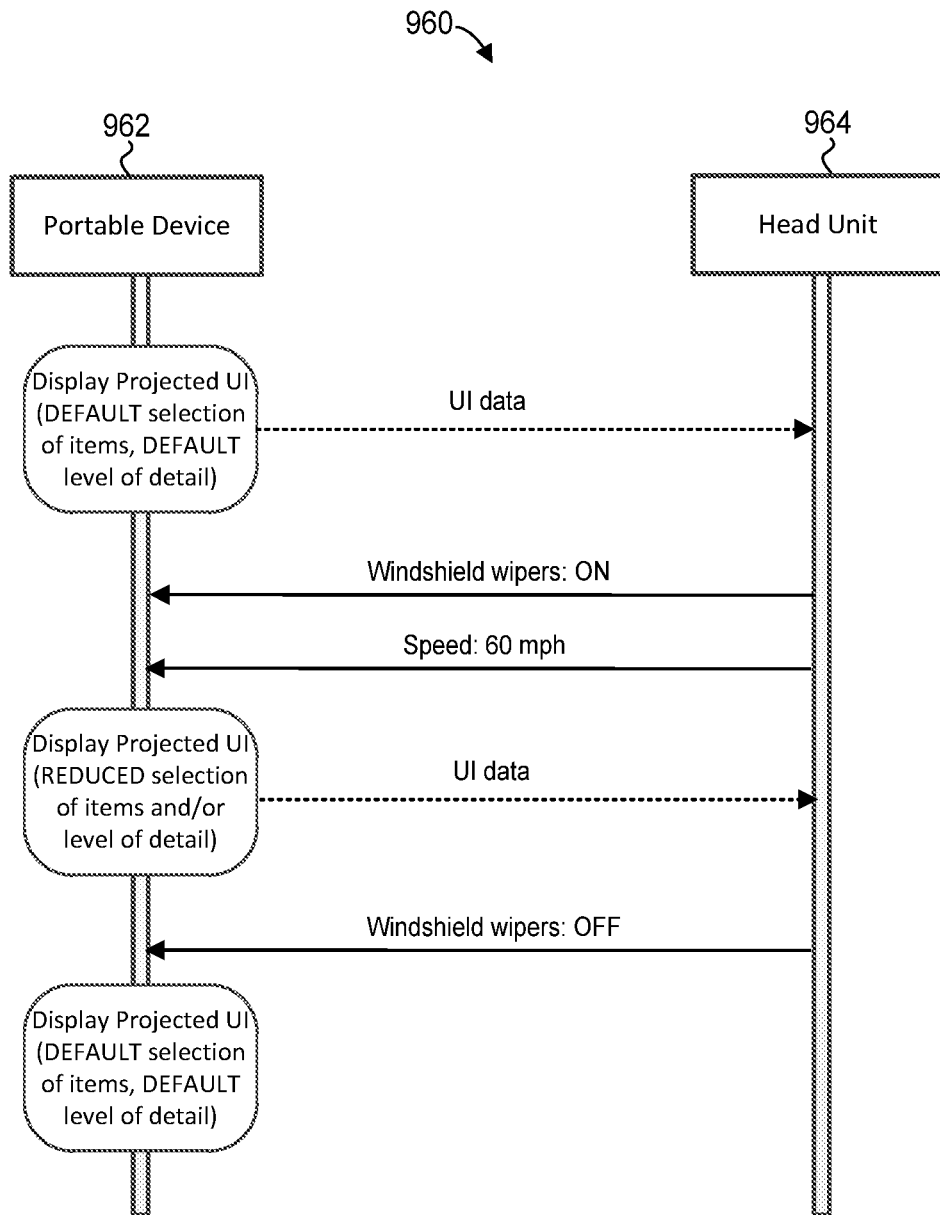 960
962
964
Portable Device
Head Unit
Display Projected UI
(DEFAULT selection
of items, DEFAULT
level of detail)
UI data
Windshield wipers: ON
Speed: 60 mph
Display Projected UI
(REDUCED selection
of items and/or
level of detail)
UI data
Windshield wipers: OFF
Display Projected UI
(DEFAULT selection
of items, DEFAULT
level of detail)